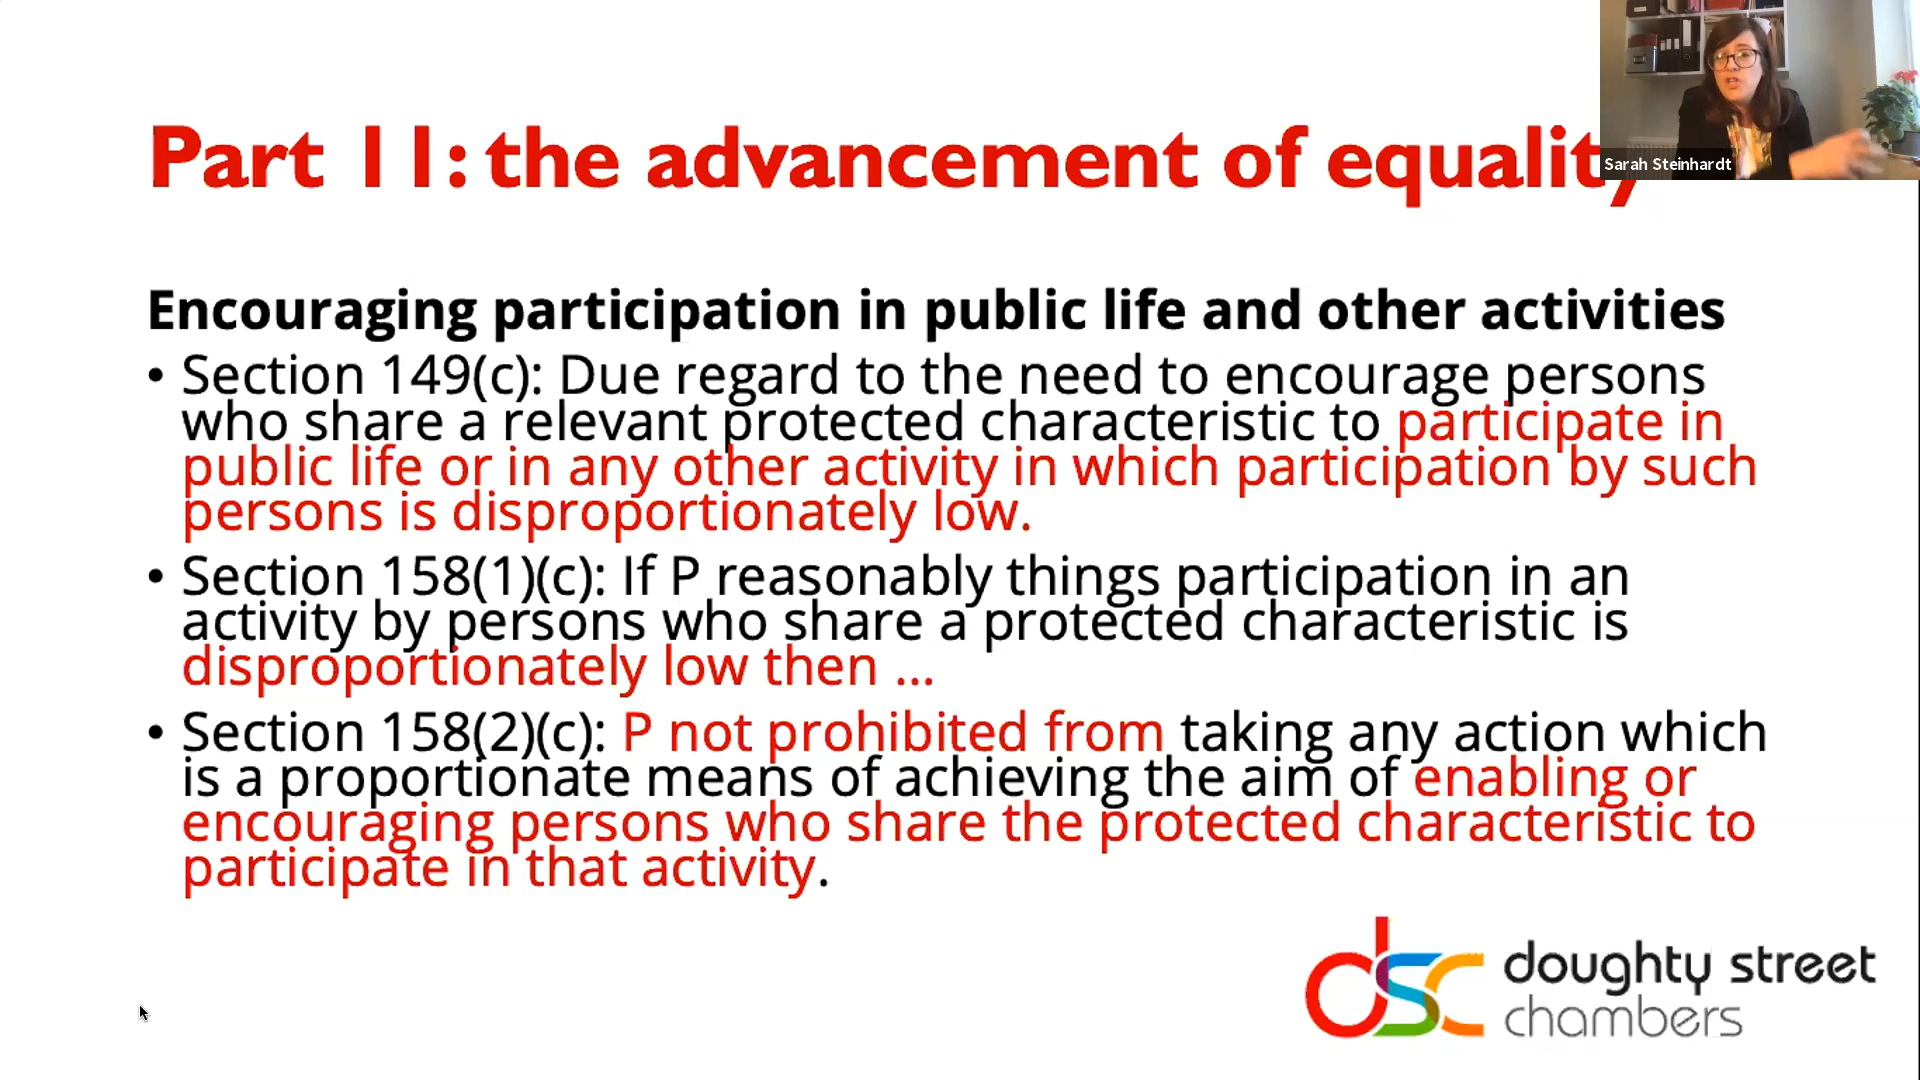 Part 11: the advancement of equality
Sarah Steinhardt
Encouraging participation in public life and other activities
• Section 149(c): Due regard to the need to encourage persons
who share a relevant protected characteristic to participate in
public life or in any other activity in which participation by such
persons is disproportionately low.
• Section 158(1)(c): If P reasonably things participation in an
activity by persons who share a protected characteristic is
disproportionately low then ...
• Section 158(2)(c): P not prohibited from taking any action which
is a proportionate means of achieving the aim of enabling or
encouraging persons who share the protected characteristic to
participate in that activity.
dsc doughty street
chambers